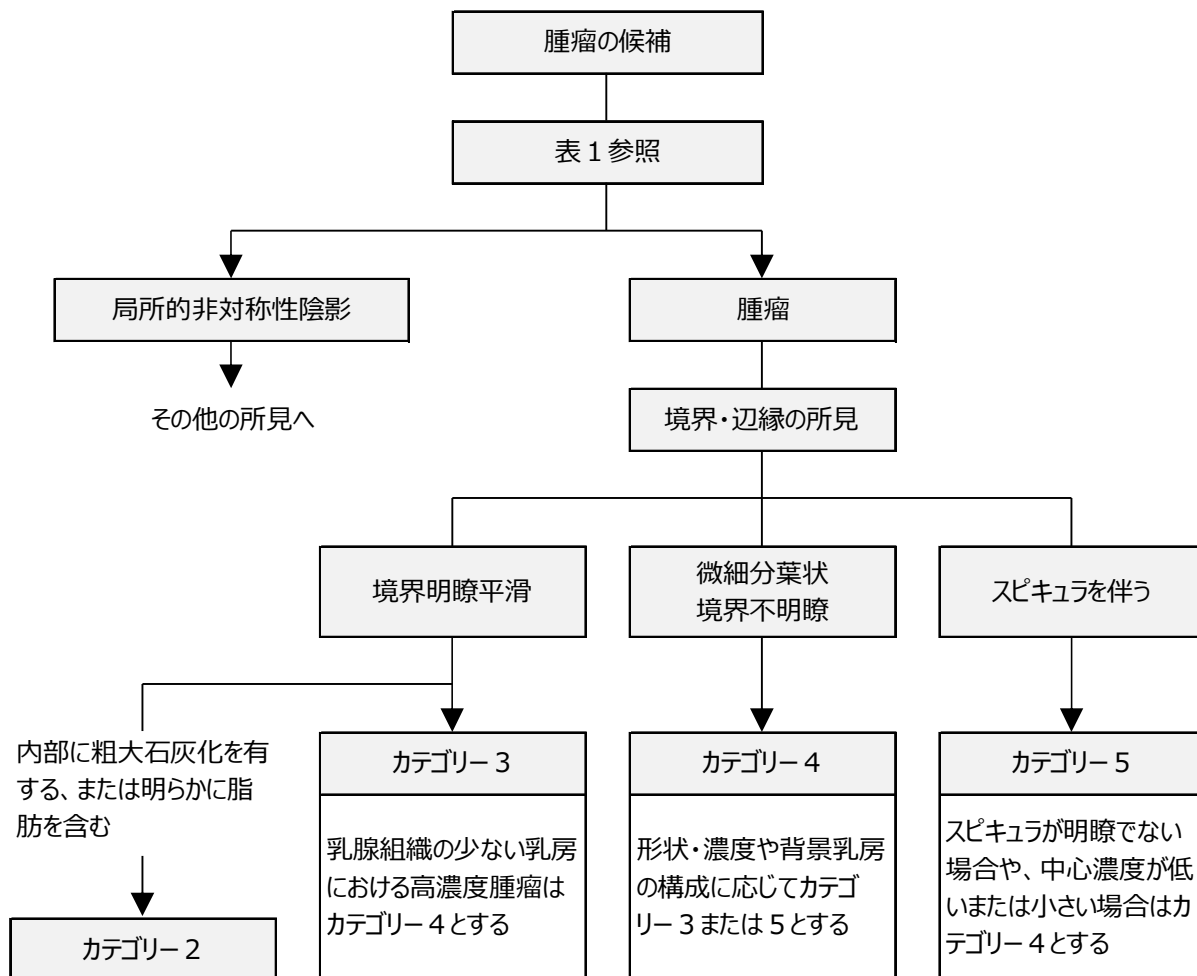 腫瘤の候補
表１参照
局所的非対称性陰影
腫瘤
その他の所見へ
境界・辺縁の所見
境界明瞭平滑
微細分葉状
境界不明瞭
スピキュラを伴う
内部に粗大石灰化を有
する、または明らかに脂
肪を含む
カテゴリー２
カテゴリー３
乳腺組織の少ない乳房
における高濃度腫瘤は
カテゴリー４とする
カテゴリー４
形状・濃度や背景乳房
の構成に応じてカテゴ
リー３または５とする
カテゴリー５
スピキュラが明瞭でない
場合や、中心濃度が低
いまたは小さい場合はカ
テゴリー４とする